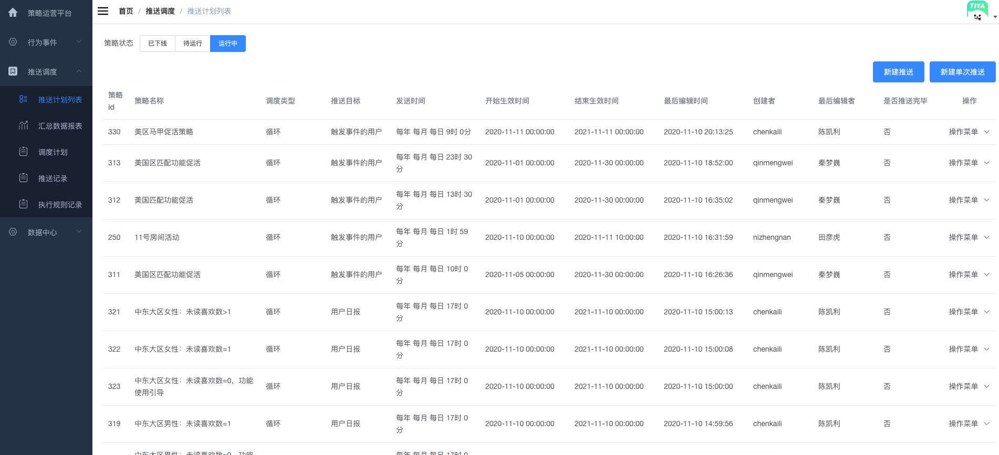 策略运营平台
行为事件
推送调度
推送计划列表
汇总数据报表
调度计划
推送记录
执行规则记录
数据中心
首页 / 推送调度 / 推送计划列表
TIYA
策略状态 已下线 待运行 运行中
新建推送 新建单次推送
策略id 策略名称 调度类型 推送目标 发送时间 开始生效时间 结束生效时间 最后编辑时间 创建者 最后编辑者 是否推送完毕 操作
330 美区马甲促活策略 循环 触发事件的用户 每年 每月 每日 9时 0分 2020-11-11 00:00:00 2021-11-11 00:00:00 2020-11-10 20:13:25 chenkaili 陈凯利 否 操作菜单
313 美国区匹配功能促活 循环 触发事件的用户 每年 每月 每日 23时 30分 2020-11-01 00:00:00 2020-11-30 00:00:00 2020-11-10 18:52:00 qinmengwei 秦梦巍 否 操作菜单
312 美国匹配功能促活 循环 触发事件的用户 每年 每月 每日 13时 30分 2020-11-01 00:00:00 2020-11-30 00:00:00 2020-11-10 16:35:02 qinmengwei 秦梦巍 否 操作菜单
250 11号房间活动 循环 触发事件的用户 每年 每月 每日 1时 59分 2020-11-10 00:00:00 2020-11-11 10:00:00 2020-11-10 16:31:59 nizhengnan 田彦虎 否 操作菜单
311 美国区匹配功能促活 循环 触发事件的用户 每年 每月 每日 10时 0分 2020-11-05 00:00:00 2020-11-30 00:00:00 2020-11-10 16:26:36 qinmengwei 秦梦巍 否 操作菜单
321 中东大区女性：未读喜欢数>1 循环 用户日报 每年 每月 每日 17时 0分 2020-11-10 00:00:00 2021-11-10 00:00:00 2020-11-10 15:00:13 chenkaili 陈凯利 否 操作菜单
322 中东大区女性：未读喜欢数=1 循环 用户日报 每年 每月 每日 17时 0分 2020-11-10 00:00:00 2021-11-10 00:00:00 2020-11-10 15:00:08 chenkaili 陈凯利 否 操作菜单
323 中东大区女性：未读喜欢数=0，功能使用引导 循环 用户日报 每年 每月 每日 17时 0分 2020-11-10 00:00:00 2021-11-10 00:00:00 2020-11-10 15:00:00 chenkaili 陈凯利 否 操作菜单
319 中东大区男性：未读喜欢数=1 循环 用户日报 每年 每月 每日 17时 0分 2020-11-10 00:00:00 2021-11-10 00:00:00 2020-11-10 14:59:56 chenkaili 陈凯利 否 操作菜单
中东大区男性：未读喜欢数=0，功能 每年 每月 每日 17时 0